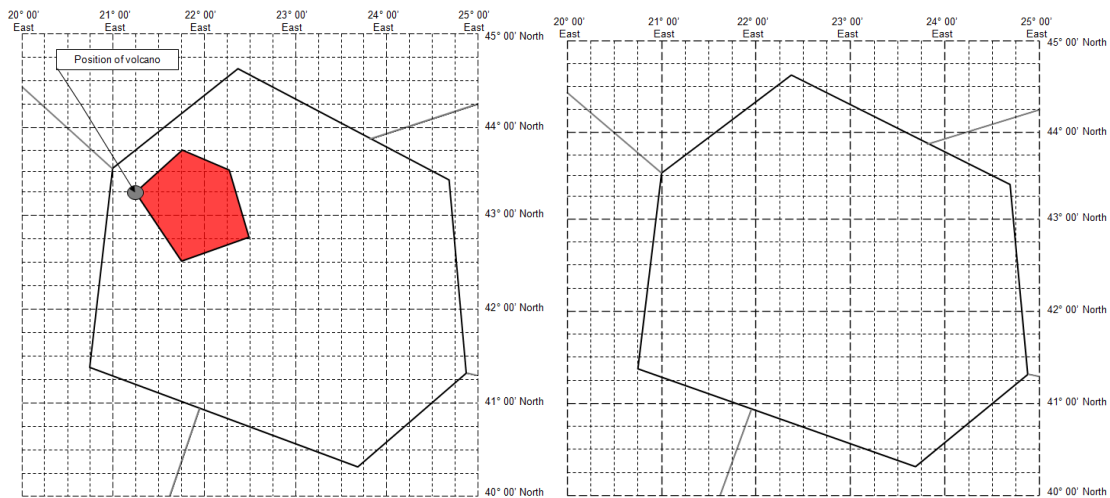 20° 00' 21° 00' 22° 00' 23° 00' 24° 00' 25° 00'
East East East East East East
45° 00' North
Position of volcano
44° 00' North
43° 00' North
42° 00' North
41° 00' North
40° 00' North
20° 00' 21° 00' 22° 00' 23° 00' 24° 00' 25° 00'
East East East East East East
45° 00' North
44° 00' North
43° 00' North
42° 00' North
41° 00' North
40° 00' North